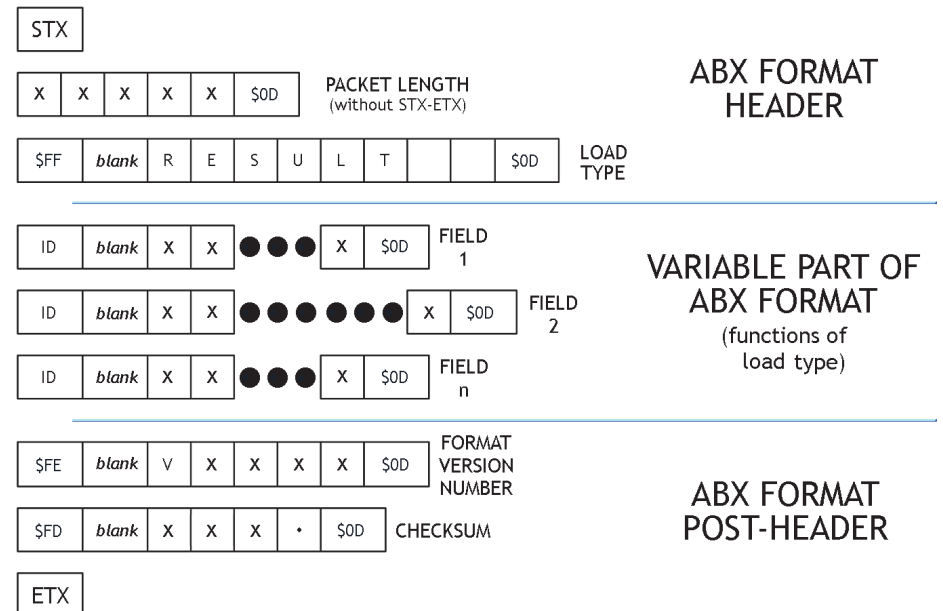 STX
X X X X X $0D PACKET LENGTH
(without STX-ETX)
ABX FORMAT
HEADER
$FF blank R E S U L T $0D LOAD
TYPE
ID blank X X X $0D FIELD
1
ID blank X X X $0D FIELD
2
ID blank X X X $0D FIELD
n
VARIABLE PART OF
ABX FORMAT
(functions of
load type)
$FE blank V X X X X $0D FORMAT
VERSION
NUMBER
$FD blank X X X • $0D CHECKSUM
ABX FORMAT
POST-HEADER
ETX